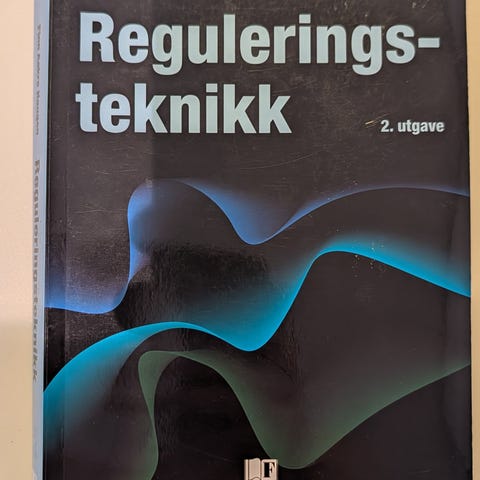 Regulerings-
teknikk
2. utgave
Reguleringsteknikk
F